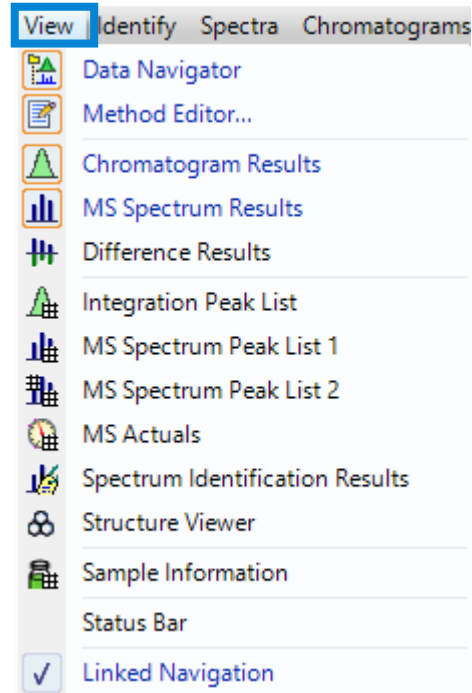 View Identify Spectra Chromatograms
Data Navigator
Method Editor...
Chromatogram Results
MS Spectrum Results
Difference Results
Integration Peak List
MS Spectrum Peak List 1
MS Spectrum Peak List 2
MS Actuals
Spectrum Identification Results
Structure Viewer
Sample Information
Status Bar
Linked Navigation